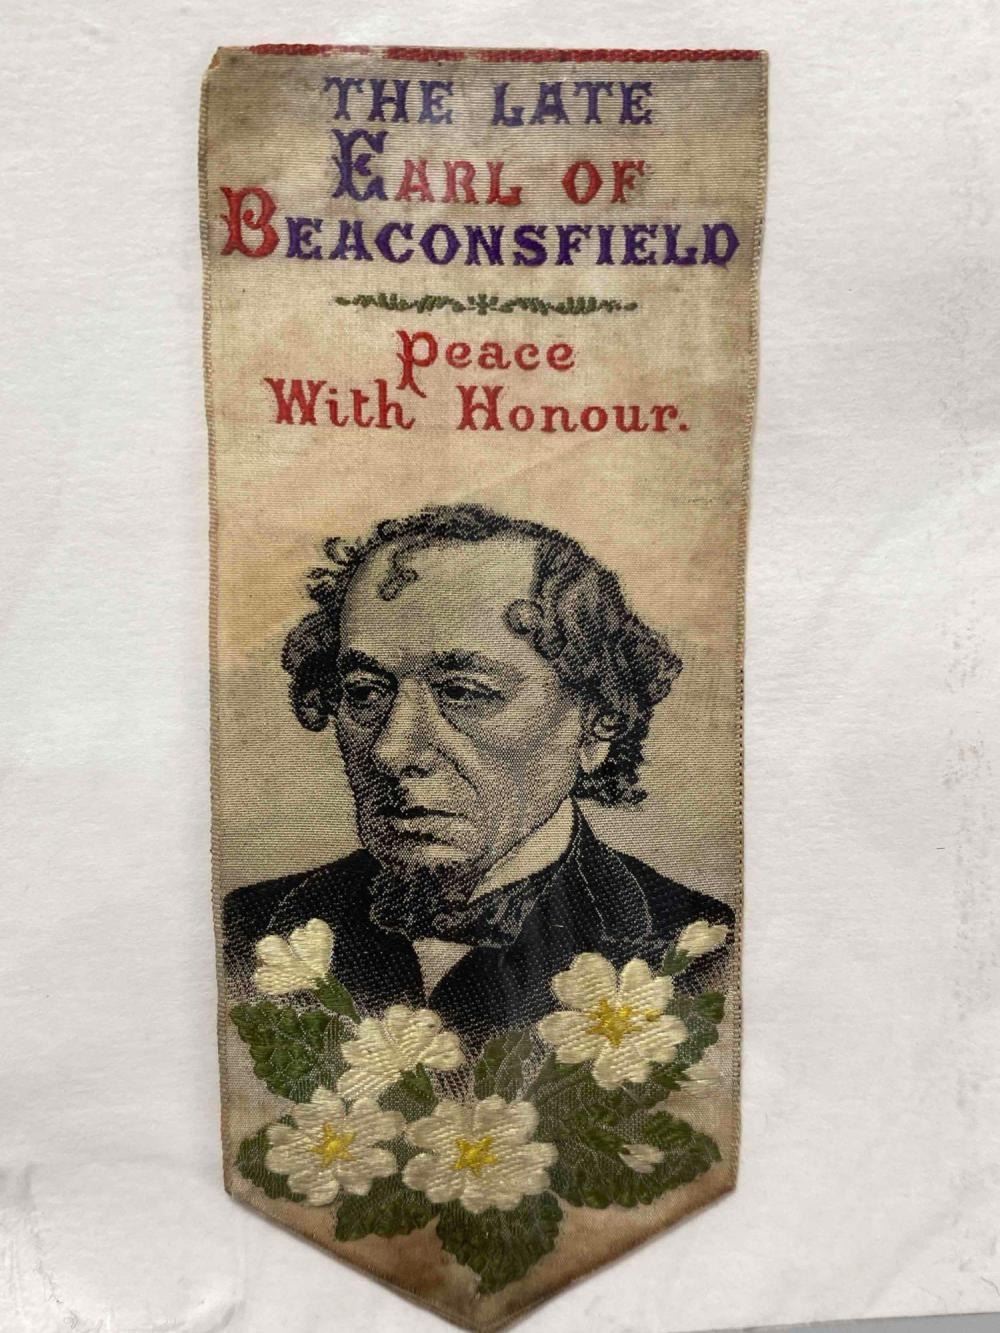 THE LATE
EARL OF
BEACONSFIELD
Peace
With Honour.